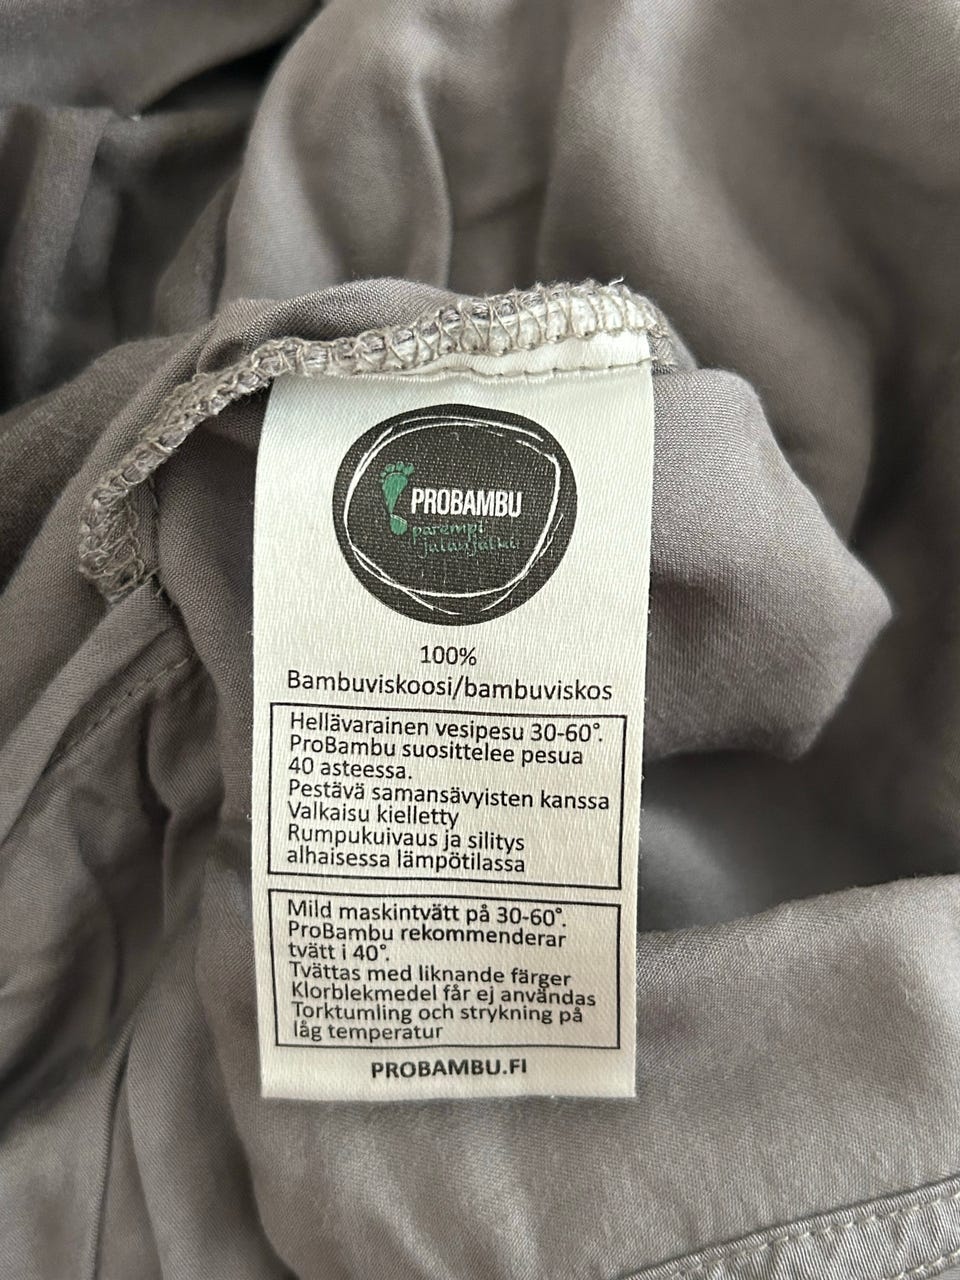 PROBAMBU
parempi
jalanjälki
100%
Bambuviskoosi/bambuviskos
Hellävarainen vesipesu 30-60°.
ProBambu suosittelee pesua
40 asteessa.
Pestävä samansävyisten kanssa
Valkaisu kielletty
Rumpukuivaus ja silitys
alhaisessa lämpötilassa
Mild maskintvätt på 30-60°.
ProBambu rekommenderar
tvätt i 40°.
Tvättas med liknande färger
Klorblekmedel får ej användas
Torktumling och strykning på
låg temperatur
PROBAMBU.FI